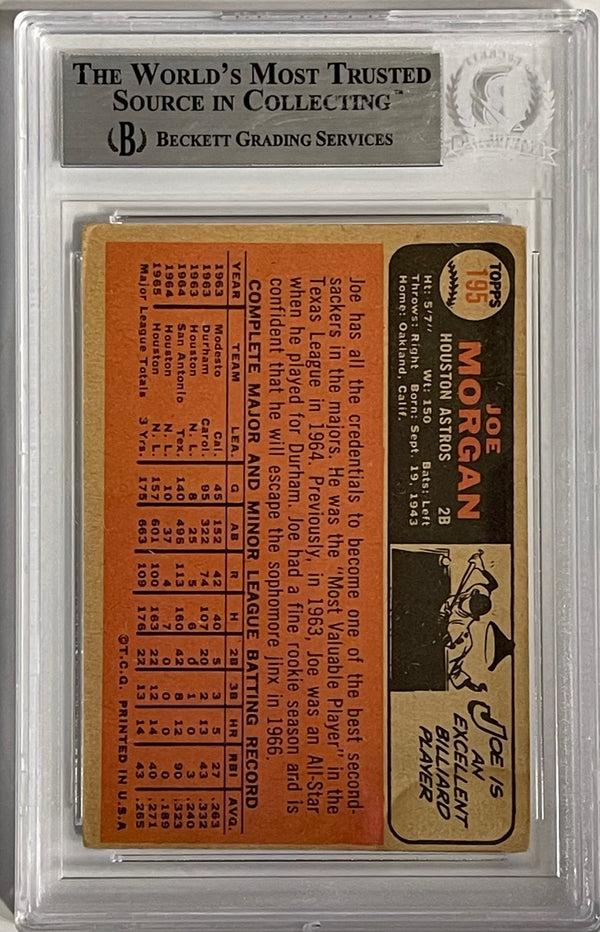 THE WORLD'S MOST TRUSTED
SOURCE IN COLLECTING™
B BECKETT GRADING SERVICES
TOPPS
195
JOE
MORGAN
HOUSTON ASTROS 2B
Ht: 5'7" Wt: 150 Bats: Left
Throws: Right Born: Sept. 19, 1943
Home: Oakland, Calif.
JOE IS
AN
EXCELLENT
BILLIARD
PLAYER
Joe has all the credentials to become one of the best second-
sackers in the majors. He was the "Most Valuable Player" in the
Texas League in 1964. Previously, in 1963, Joe was an All-Star
when he played for Durham. Joe had a fine rookie season and is
confident that he will escape the sophomore jinx in 1966.
COMPLETE MAJOR AND MINOR LEAGUE BATTING RECORD
YEAR TEAM LEA. G AB R H 2B 3B HR RBI AVG.
1963 Modesto Cal. 45 152 42 40 5 3 5 27 .263
1963 Durham Carol. 95 322 74 107 20 2 13 43 .332
1963 Houston N. L. 8 25 5 6 0 1 0 3 .240
1964 San Antonio Tex. 140 496 113 160 42 8 12 90 .323
1964 Houston N. L. 10 37 4 7 0 0 0 0 .189
1965 Houston N. L. 157 601 100 163 22 12 14 40 .271
Major League Totals 3 Yrs. 175 663 109 176 22 13 14 43 .265
©T.C.G. PRINTED IN U.S.A